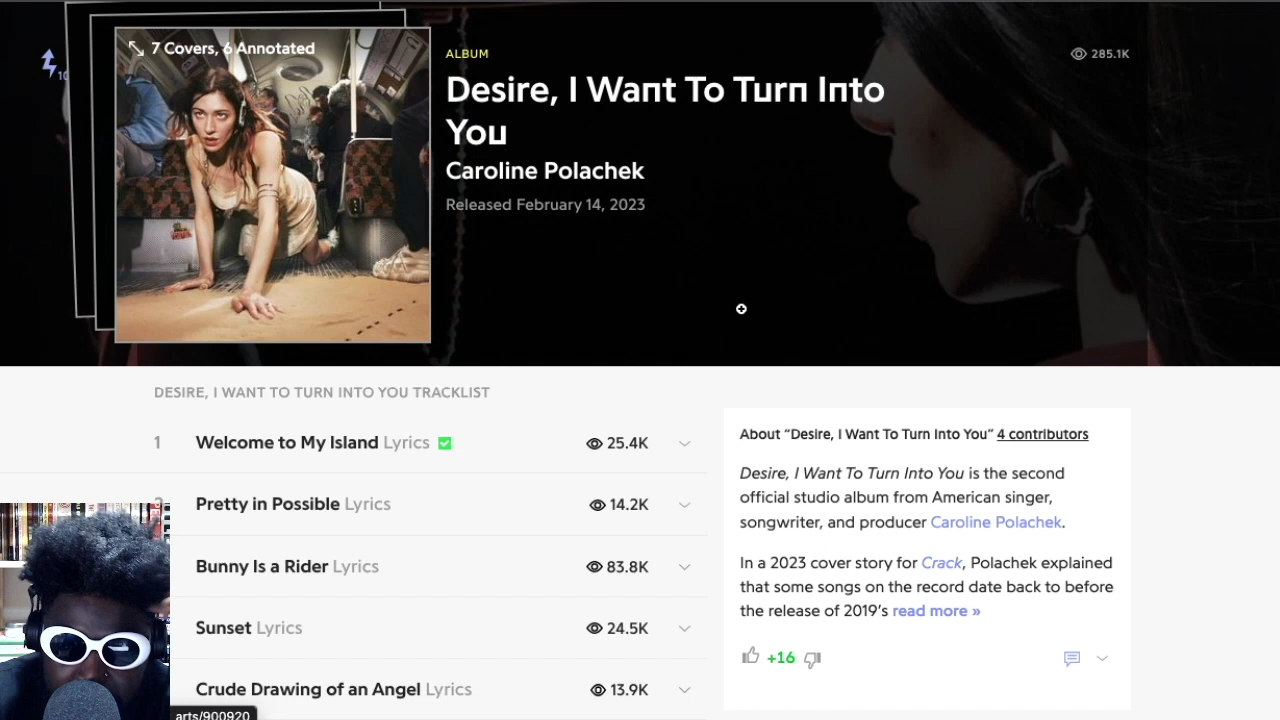 7 Covers, 6 Annotated
10
ALBUM
285.1K
Desire, I Want To Turn Into
You
Caroline Polachek
Released February 14, 2023
DESIRE, I WANT TO TURN INTO YOU TRACKLIST
1 Welcome to My Island Lyrics 25.4K
2 Pretty in Possible Lyrics 14.2K
Bunny Is a Rider Lyrics 83.8K
Sunset Lyrics 24.5K
Crude Drawing of an Angel Lyrics 13.9K
arts/900920
About “Desire, I Want To Turn Into You” 4 contributors
Desire, I Want To Turn Into You is the second
official studio album from American singer,
songwriter, and producer Caroline Polachek.
In a 2023 cover story for Crack, Polachek explained
that some songs on the record date back to before
the release of 2019’s read more »
+16